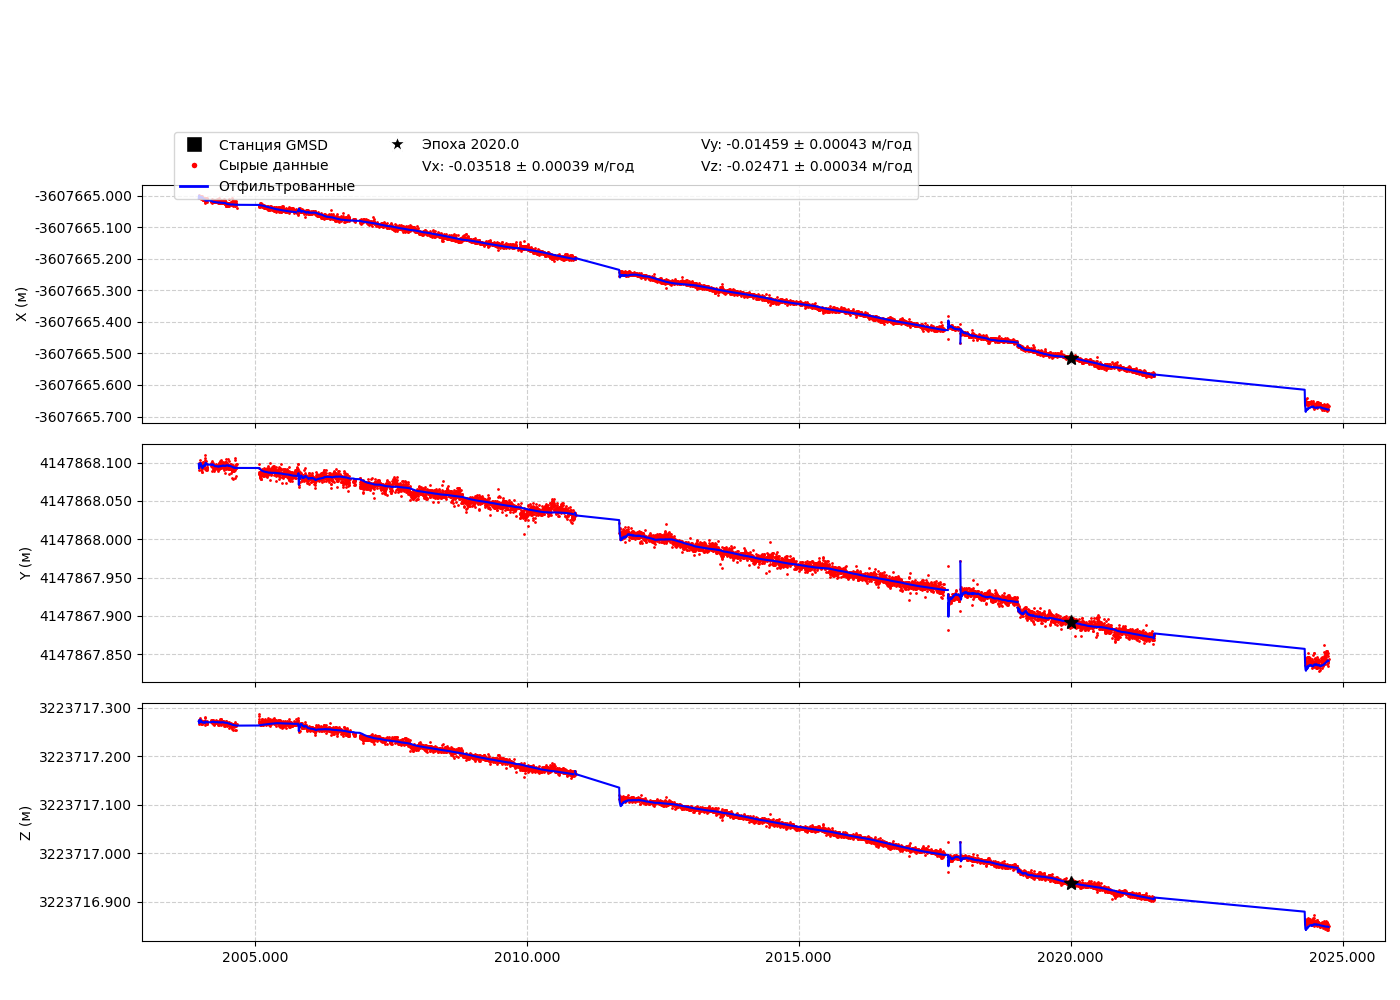 Станция GMSD
Сырые данные
Отфильтрованные
Эпоха 2020.0
Vx: -0.03518 ± 0.00039 м/год
Vy: -0.01459 ± 0.00043 м/год
Vz: -0.02471 ± 0.00034 м/год
X (м)
-3607665.000
-3607665.100
-3607665.200
-3607665.300
-3607665.400
-3607665.500
-3607665.600
-3607665.700
Y (м)
4147868.100
4147868.050
4147868.000
4147867.950
4147867.900
4147867.850
Z (м)
3223717.300
3223717.200
3223717.100
3223717.000
3223716.900
2005.000 2010.000 2015.000 2020.000 2025.000